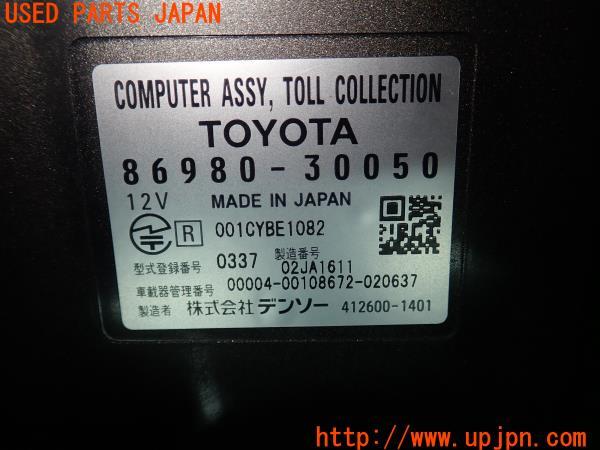 USED PARTS JAPAN
COMPUTER ASSY, TOLL COLLECTION
TOYOTA
86980-30050
12V MADE IN JAPAN
R 001CYBE1082
型式登録番号 0337 製造番号 02JA1611
車載器管理番号 00004-00108672-020637
製造者 株式会社デンソー 412600-1401
http://www.upjpn.com